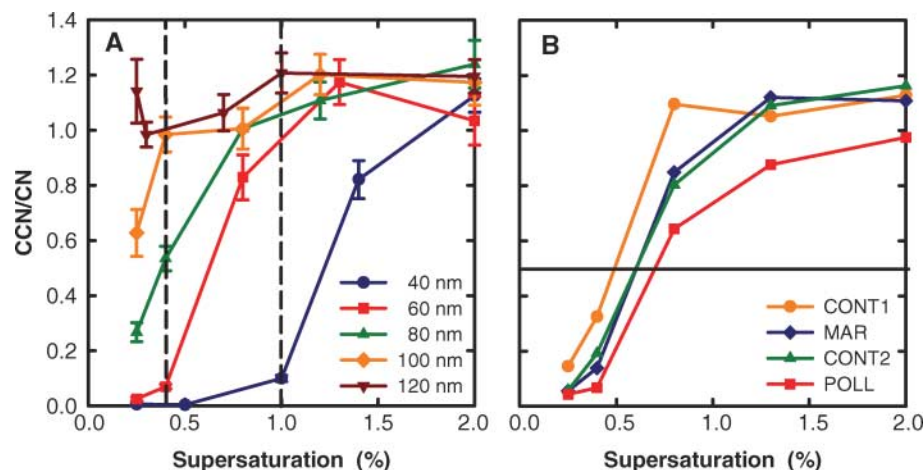 A
B
1.4
1.2
1.0
0.8
0.6
0.4
0.2
0.0
CCN/CN
40 nm
60 nm
80 nm
100 nm
120 nm
CONT1
MAR
CONT2
POLL
0.0 0.5 1.0 1.5 2.0
0.0 0.5 1.0 1.5 2.0
Supersaturation (%)
Supersaturation (%)